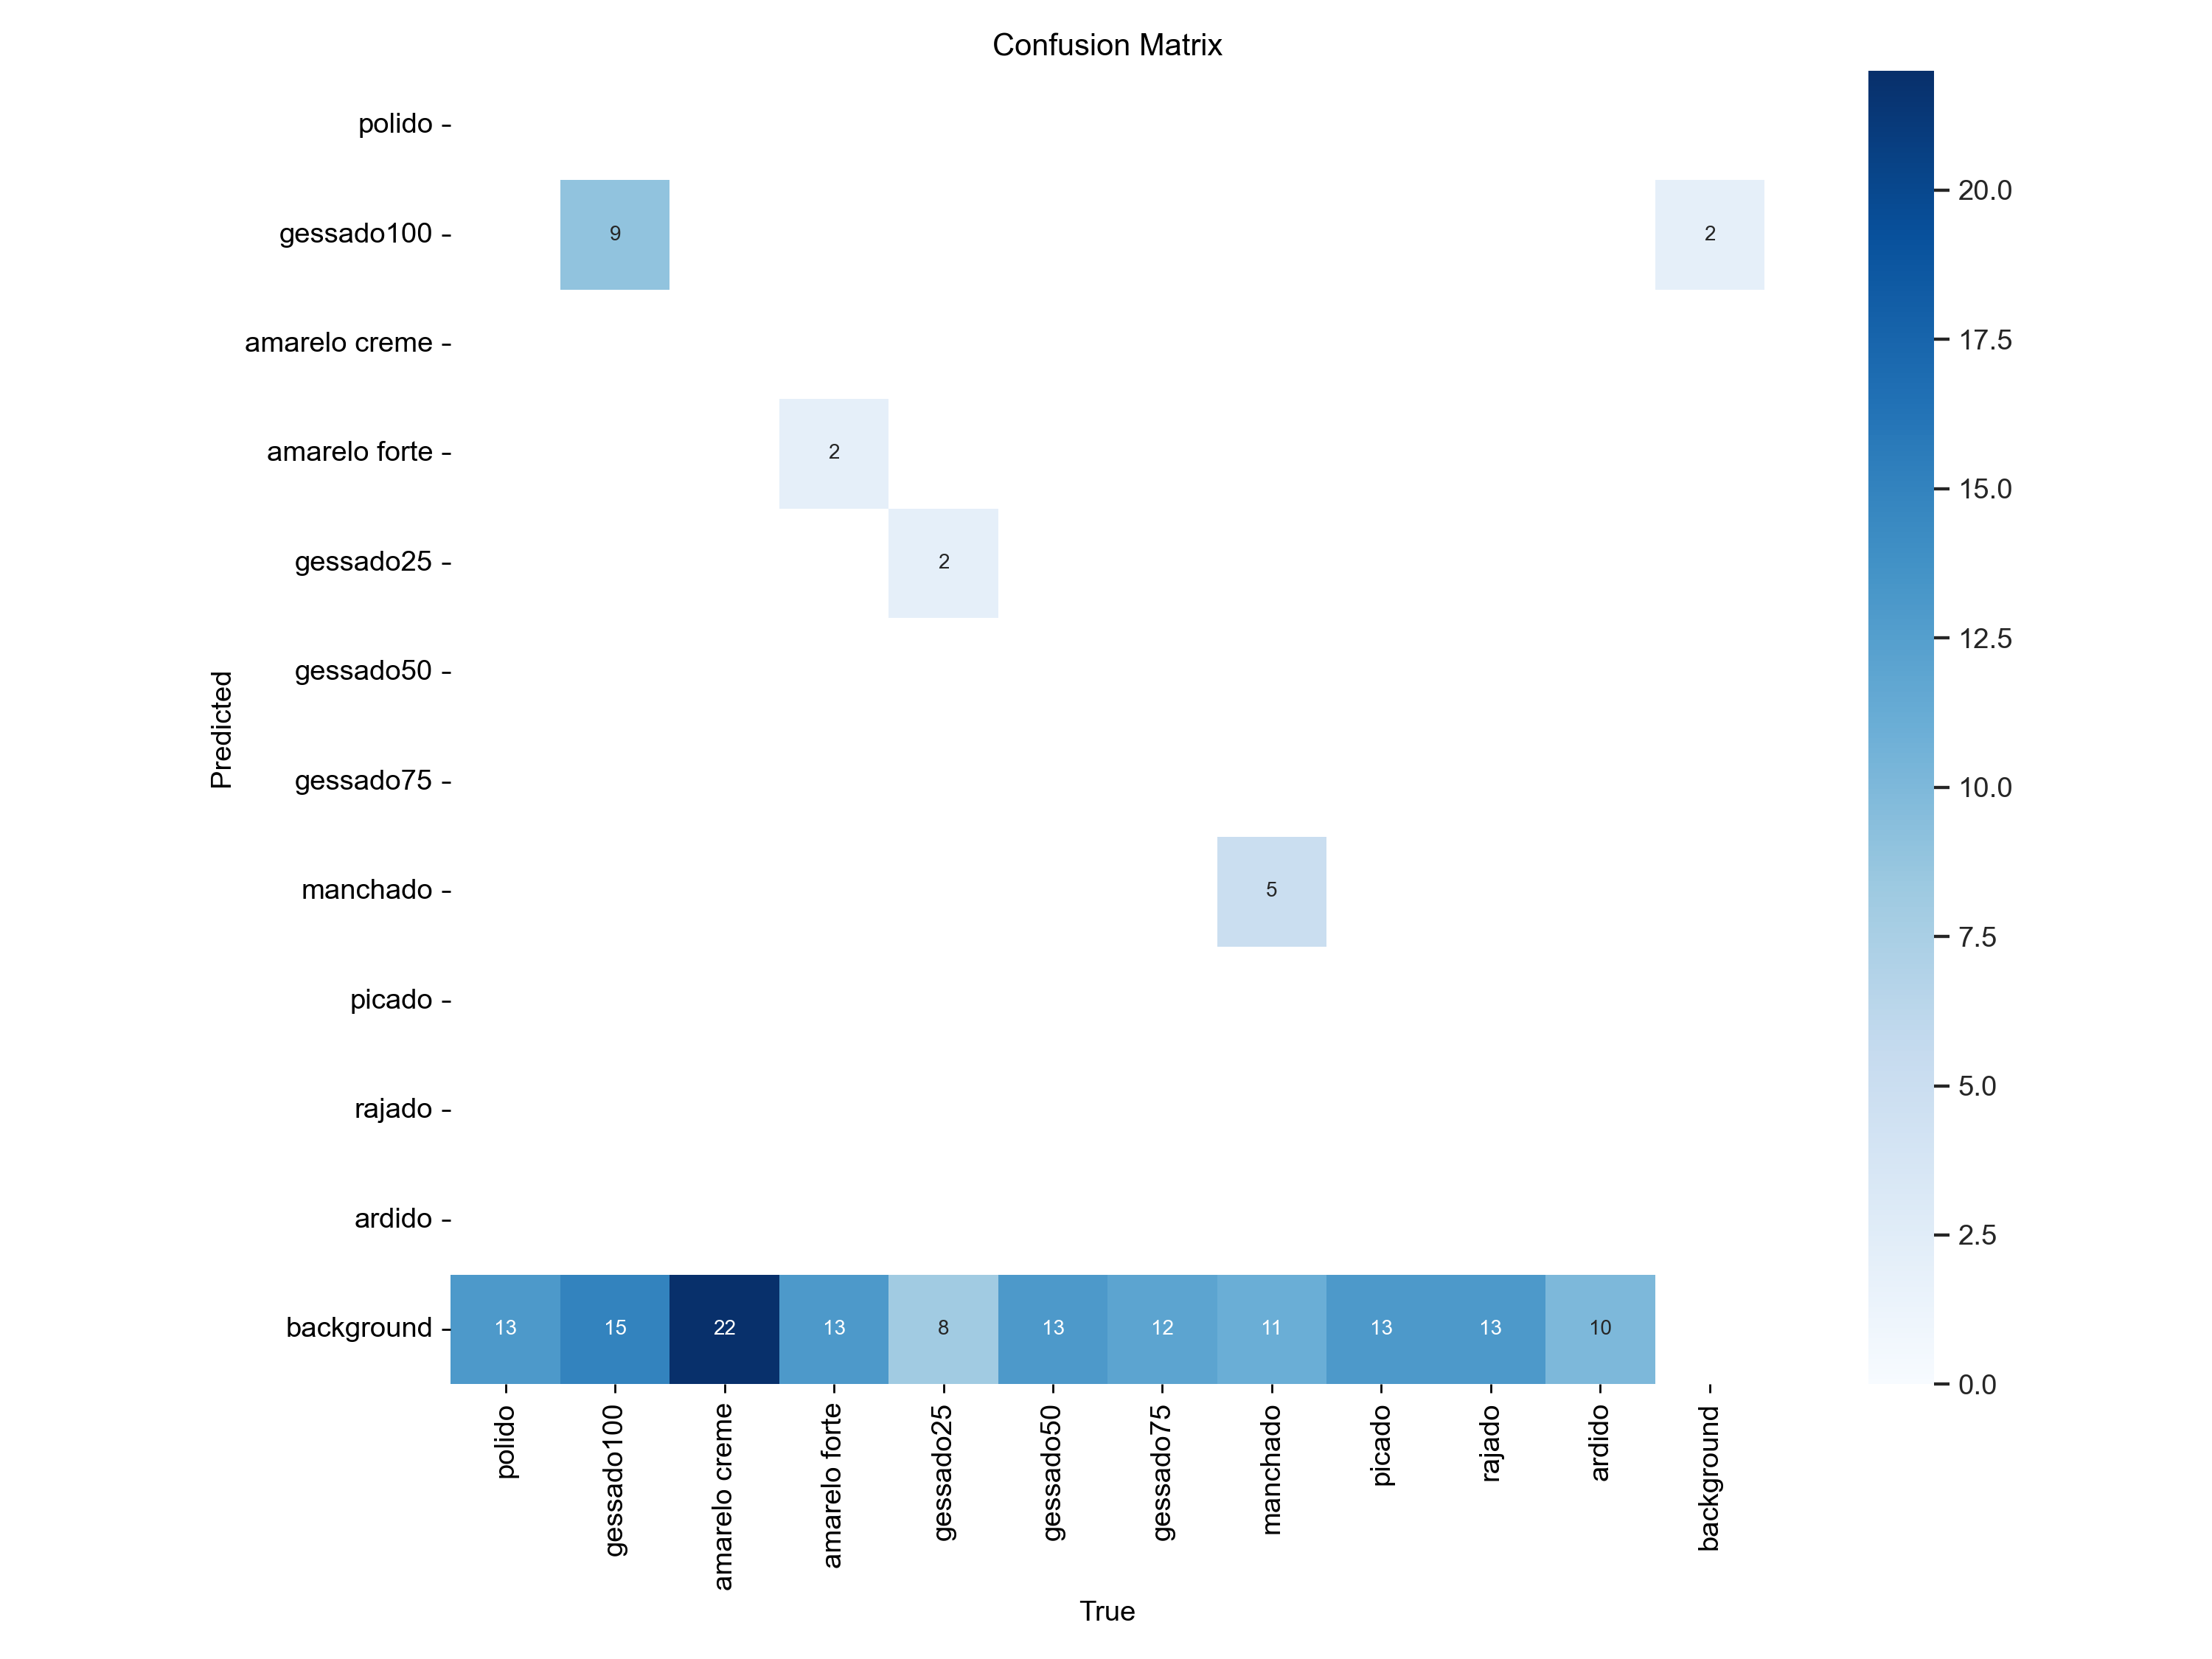 Confusion Matrix
polido
gessado100 9 2
amarelo creme
amarelo forte 2
gessado25 2
gessado50
gessado75
manchado 5
picado
rajado
ardido
background 13 15 22 13 8 13 12 11 13 13 10
Predicted
polido
gessado100
amarelo creme
amarelo forte
gessado25
gessado50
gessado75
manchado
picado
rajado
ardido
background
True
20.0
17.5
15.0
12.5
10.0
7.5
5.0
2.5
0.0